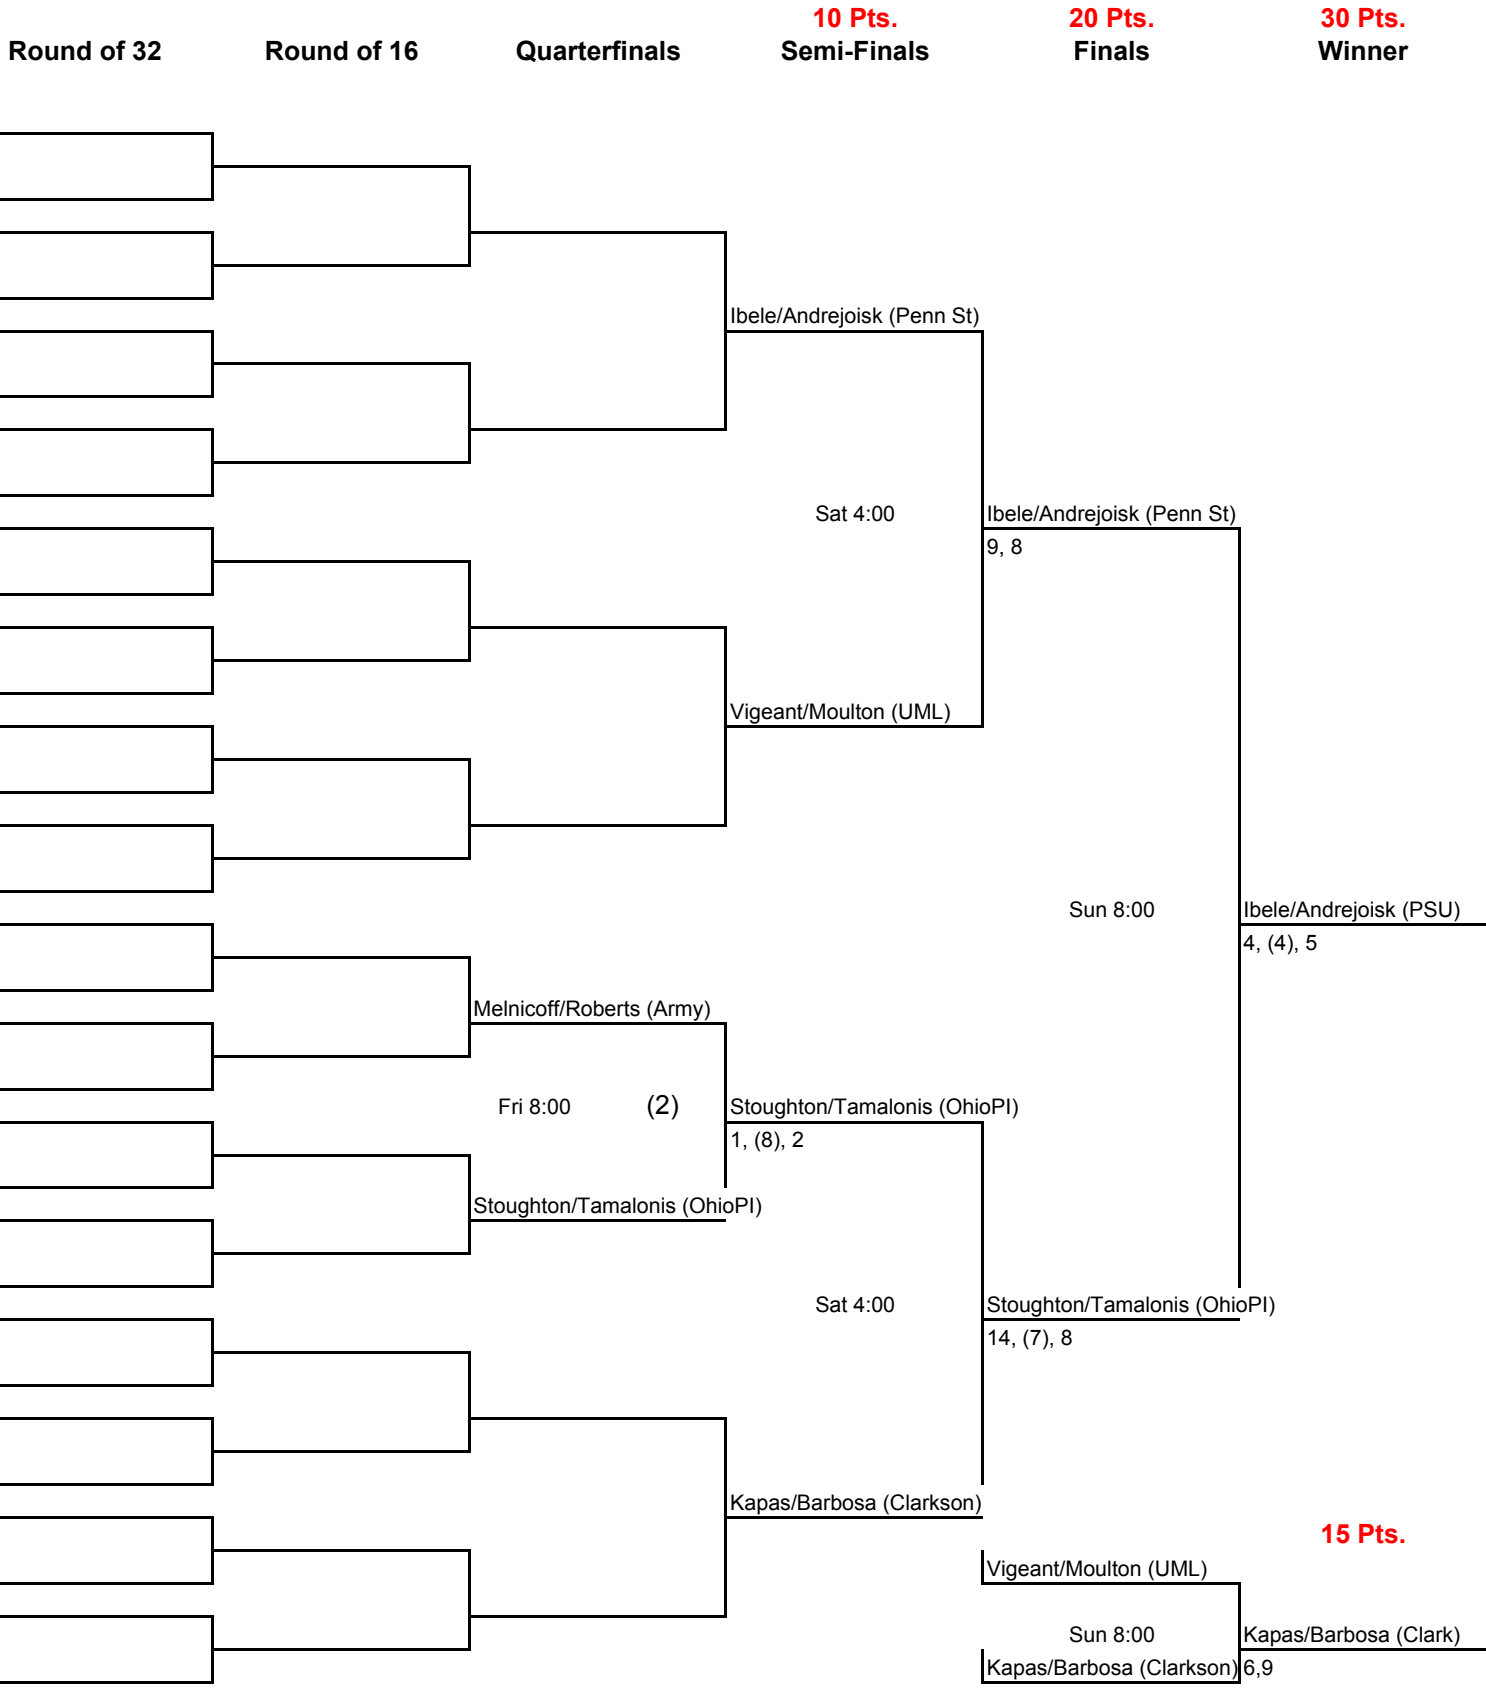 10 Pts. 20 Pts. 30 Pts.
Round of 32 Round of 16 Quarterfinals Semi-Finals Finals Winner
Ibele/Andrejoisk (Penn St)
Sat 4:00 Ibele/Andrejoisk (Penn St)
9, 8
Vigeant/Moulton (UML)
Sun 8:00 Ibele/Andrejoisk (PSU)
4, (4), 5
Melnicoff/Roberts (Army)
Fri 8:00 (2) Stoughton/Tamalonis (OhioPI)
1, (8), 2
Stoughton/Tamalonis (OhioPI)
Sat 4:00 Stoughton/Tamalonis (OhioPI)
14, (7), 8
Kapas/Barbosa (Clarkson)
15 Pts.
Vigeant/Moulton (UML)
Sun 8:00 Kapas/Barbosa (Clark)
Kapas/Barbosa (Clarkson) 6,9